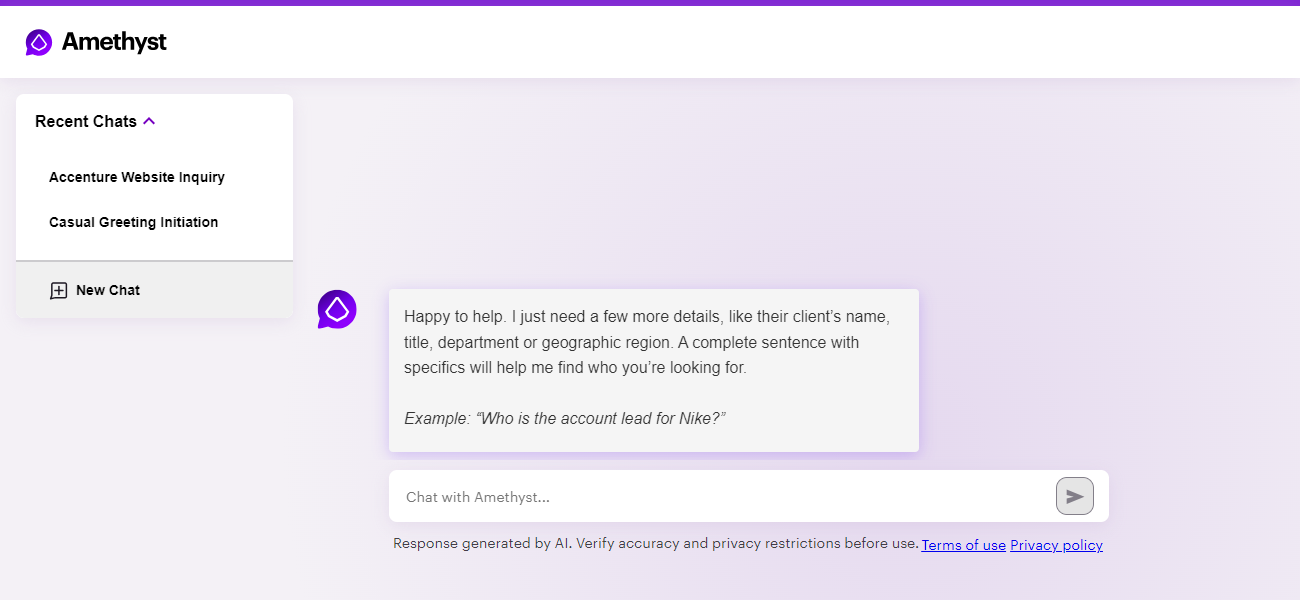 Amethyst
Recent Chats
Accenture Website Inquiry
Casual Greeting Initiation
New Chat
Happy to help. I just need a few more details, like their client’s name,
title, department or geographic region. A complete sentence with
specifics will help me find who you’re looking for.
Example: “Who is the account lead for Nike?”
Chat with Amethyst...
Response generated by AI. Verify accuracy and privacy restrictions before use. Terms of use Privacy policy